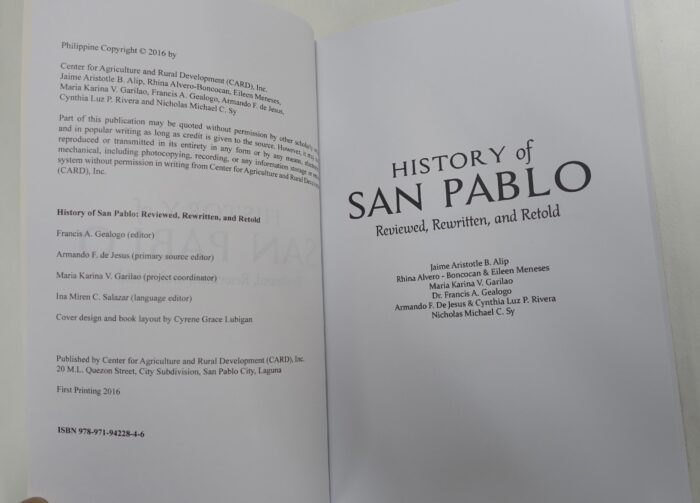 Philippine Copyright © 2016 by
Center for Agriculture and Rural Development (CARD), Inc.
Jaime Aristotle B. Alip, Rhina Alvero-Boncocan, Eileen Meneses,
Maria Karina V. Garilao, Francis A. Gealogo, Armando F. de Jesus,
Cynthia Luz P. Rivera and Nicholas Michael C. Sy
Part of this publication may be quoted without permission by other
and in popular writing as long as credit is given to the source. However,
reproduced or transmitted in its entirety in any form or by any means,
mechanical, including photocopying, recording, or any information storage
system without permission in writing from Center for Agriculture and Rural
(CARD), Inc.
History of San Pablo: Reviewed, Rewritten, and Retold
Francis A. Gealogo (editor)
Armando F. de Jesus (primary source editor)
Maria Karina V. Garilao (project coordinator)
Ina Miren C. Salazar (language editor)
Cover design and book layout by Cyrene Grace Lubigan
Published by Center for Agriculture and Rural Development (CARD), Inc.
20 M.L. Quezon Street, City Subdivision, San Pablo City, Laguna
First Printing 2016
ISBN 978-971-94228-4-6
HISTORY of
SAN PABLO
Reviewed, Rewritten, and Retold
Jaime Aristotle B. Alip
Rhina Alvero - Boncocan & Eileen Meneses
Maria Karina V. Garilao
Dr. Francis A. Gealogo
Armando F. De Jesus & Cynthia Luz P. Rivera
Nicholas Michael C. Sy